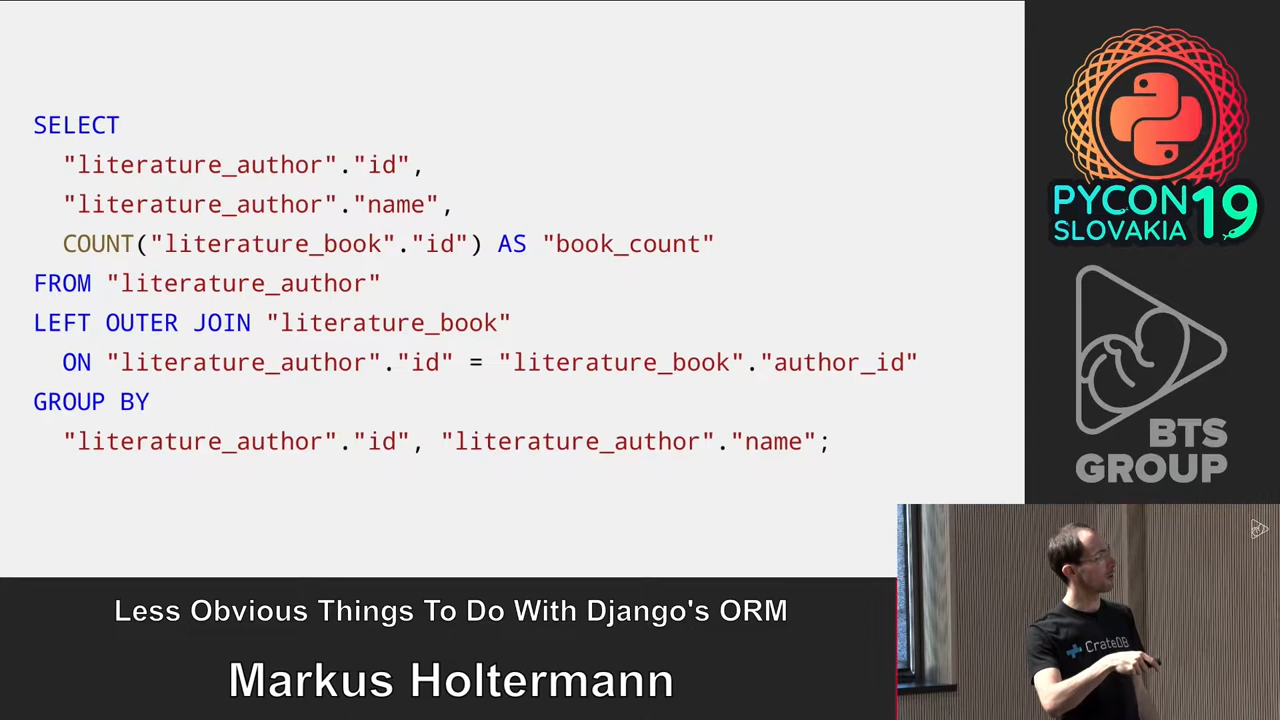 SELECT
"literature_author"."id",
"literature_author"."name",
COUNT("literature_book"."id") AS "book_count"
FROM "literature_author"
LEFT OUTER JOIN "literature_book"
ON "literature_author"."id" = "literature_book"."author_id"
GROUP BY
"literature_author"."id", "literature_author"."name";
PYCON 19
SLOVAKIA
BTS
GROUP
CrateDB
Less Obvious Things To Do With Django's ORM
Markus Holtermann